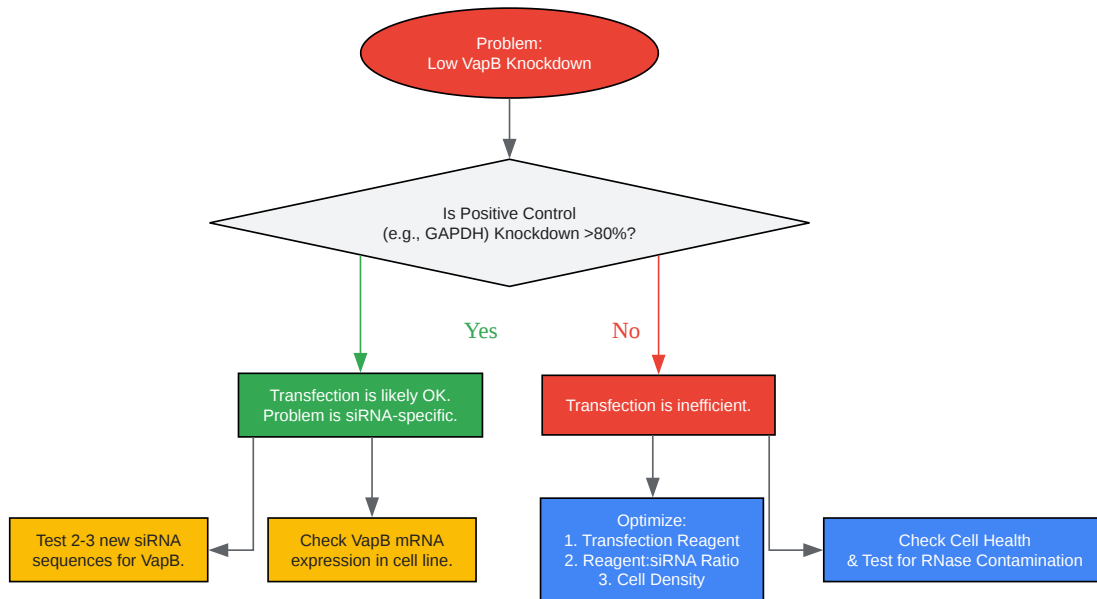 Problem:
Low VapB Knockdown
Is Positive Control
(e.g., GAPDH) Knockdown >80%?
Yes
No
Transfection is likely OK.
Problem is siRNA-specific.
Transfection is inefficient.
Test 2-3 new siRNA
sequences for VapB.
Check VapB mRNA
expression in cell line.
Optimize:
1. Transfection Reagent
2. Reagent:siRNA Ratio
3. Cell Density
Check Cell Health
& Test for RNase Contamination